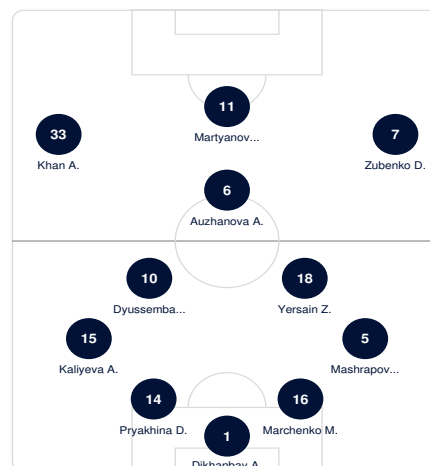 11
Martyanov...
33
Khan A.
7
Zubenko D.
6
Auzhanova A.
10
Dyussemba...
18
Yersain Z.
15
Kaliyeva A.
5
Mashrapov...
14
Pryakhina D.
16
Marchenko M.
1
Dikhanbay A.